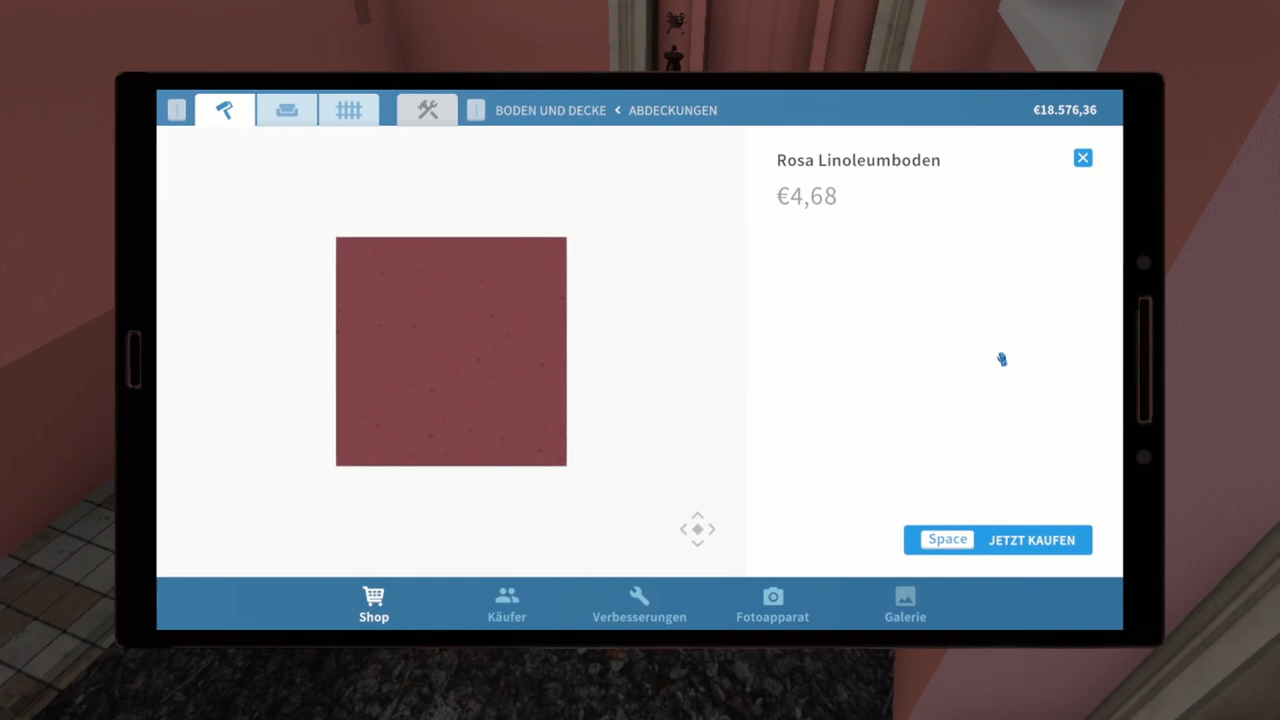 BODEN UND DECKE < ABDECKUNGEN
€18.576,36
Rosa Linoleumboden
€4,68
Space JETZT KAUFEN
Shop
Käufer
Verbesserungen
Fotoapparat
Galerie